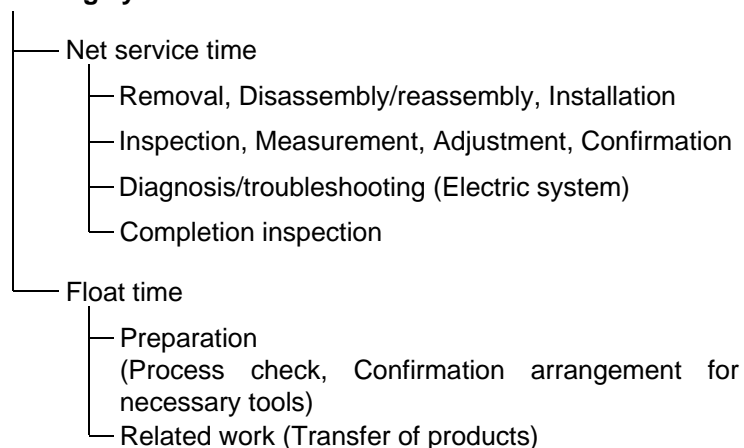 Net service time
Removal, Disassembly/reassembly, Installation
Inspection, Measurement, Adjustment, Confirmation
Diagnosis/troubleshooting (Electric system)
Completion inspection
Float time
Preparation
(Process check, Confirmation arrangement for
necessary tools)
Related work (Transfer of products)